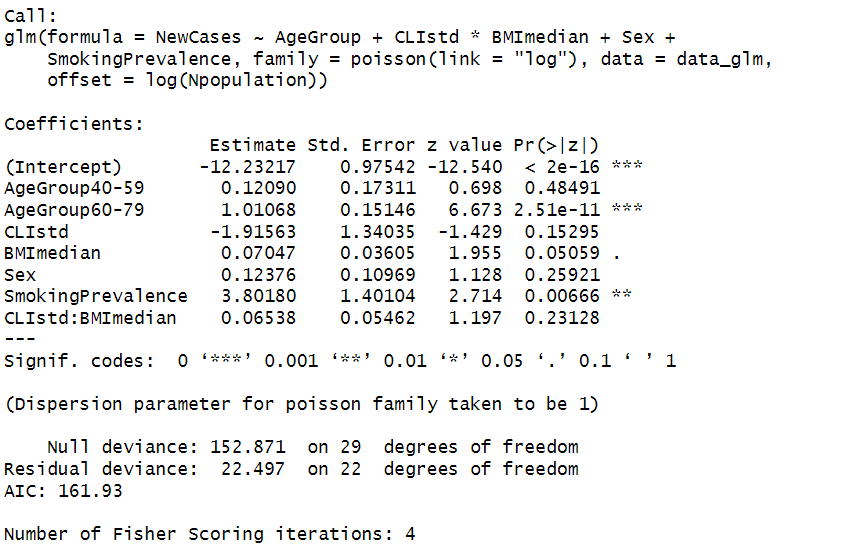 Call:
glm(formula = NewCases ~ AgeGroup + CLIstd * BMImedian + Sex +
    SmokingPrevalence, family = poisson(link = "log"), data = data_glm,
    offset = log(Npopulation))

Coefficients:
                   Estimate Std. Error z value Pr(>|z|)
(Intercept)       -12.23217    0.97542 -12.540  < 2e-16 ***
AgeGroup40-59       0.12090    0.17311   0.698  0.48491
AgeGroup60-79       1.01068    0.15146   6.673 2.51e-11 ***
CLIstd             -1.91563    1.34035  -1.429  0.15295
BMImedian           0.07047    0.03605   1.955  0.05059 .
Sex                 0.12376    0.10969   1.128  0.25921
SmokingPrevalence   3.80180    1.40104   2.714  0.00666 **
CLIstd:BMImedian    0.06538    0.05462   1.197  0.23128
---
Signif. codes:  0 ‘***’ 0.001 ‘**’ 0.01 ‘*’ 0.05 ‘.’ 0.1 ‘ ’ 1

(Dispersion parameter for poisson family taken to be 1)

    Null deviance: 152.871  on 29  degrees of freedom
Residual deviance:  22.497  on 22  degrees of freedom
AIC: 161.93

Number of Fisher Scoring iterations: 4